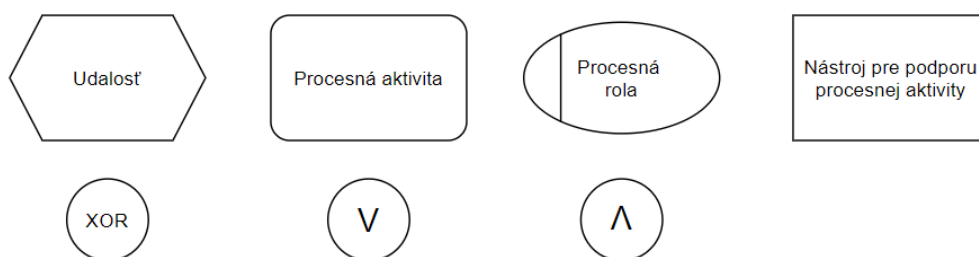 Udalosť
Procesná aktivita
Procesná
rola
Nástroj pre podporu
procesnej aktivity
XOR
V
Λ